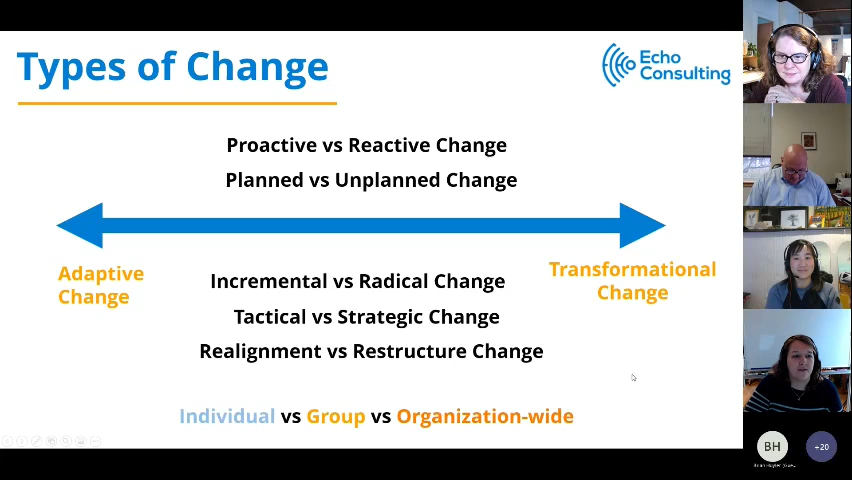 Types of Change
Echo
Consulting
Proactive vs Reactive Change
Planned vs Unplanned Change
Adaptive
Change
Incremental vs Radical Change
Transformational
Change
Tactical vs Strategic Change
Realignment vs Restructure Change
Individual vs Group vs Organization-wide
BH
+20